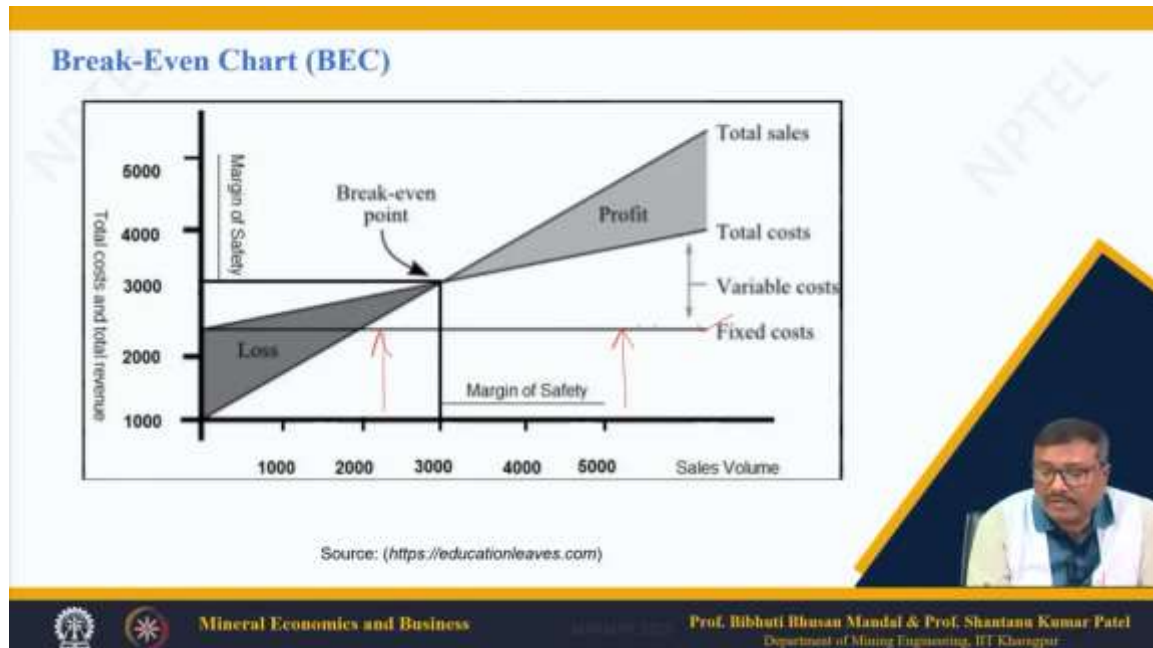 Break-Even Chart (BEC)
NPTEL
NPTEL
Total costs and total revenue
5000
4000
3000
2000
1000
Margin of Safety
Break-even
point
Loss
Profit
Total sales
Total costs
Variable costs
Fixed costs
Margin of Safety
1000 2000 3000 4000 5000 Sales Volume
Source: (https://educationleaves.com)
Mineral Economics and Business
Prof. Bibhuti Bhusan Mandal & Prof. Shantanu Kumar Patel
Department of Mining Engineering, IIT Kharagpur